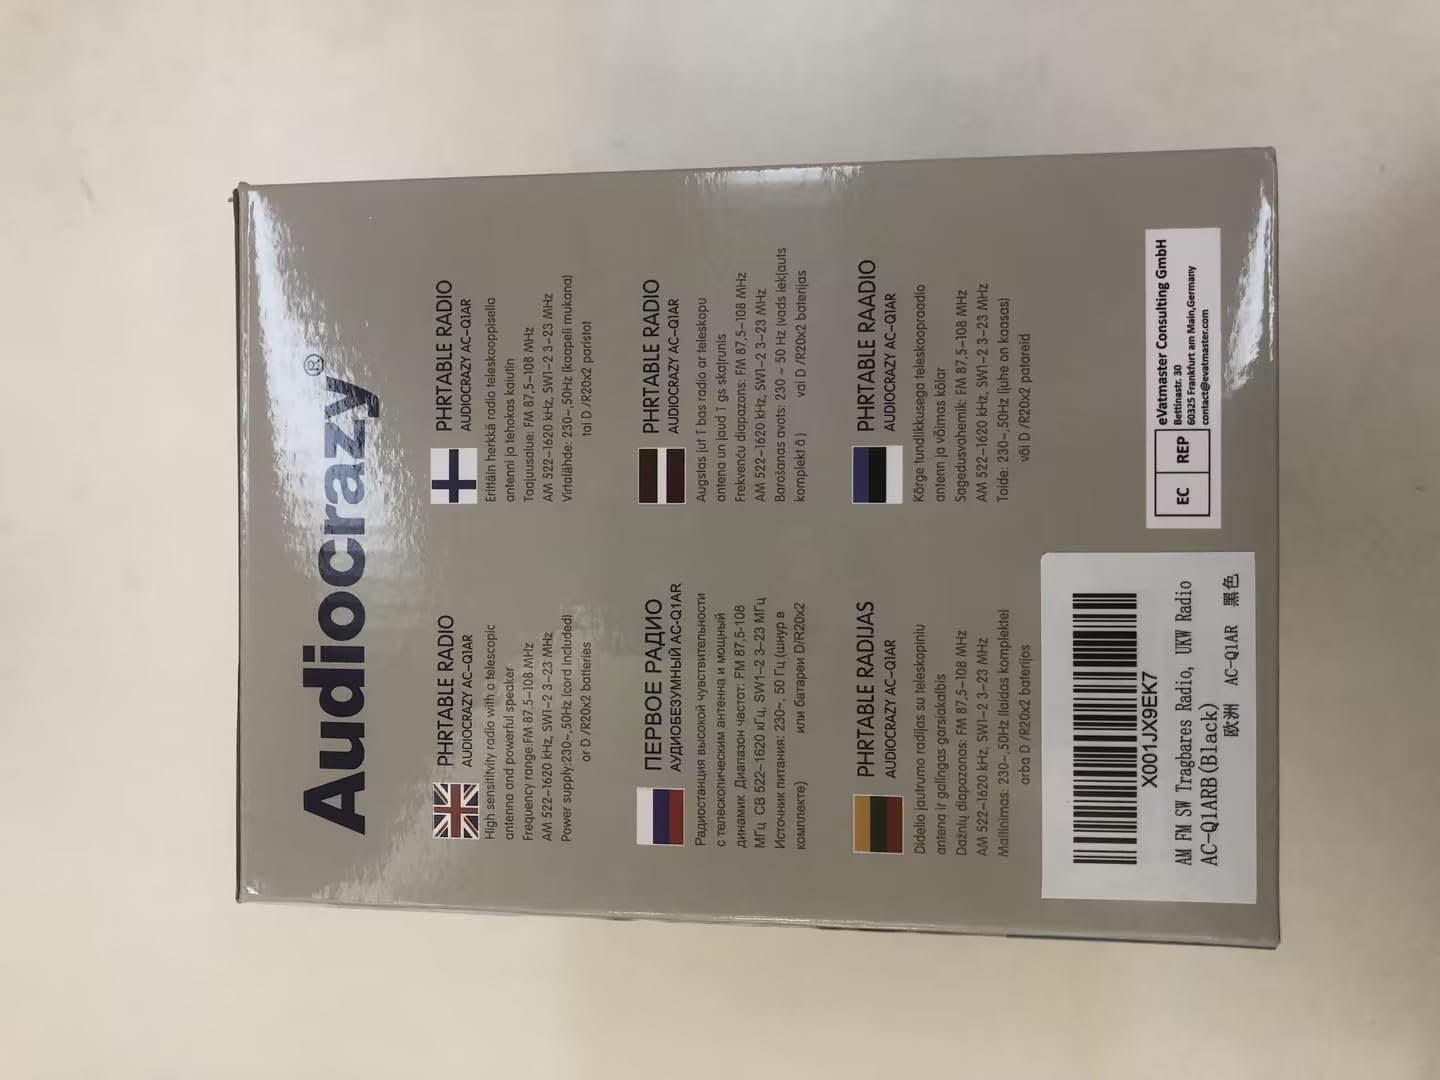 Audiocrazy®
PHRTABLE RADIO
AUDIOCRAZY AC-Q1AR
High sensititvity radio with a telescopic
antenna and powerful speaker
Frequency range:FM 87,5-108 MHz
AM 522-1620 kHz, SW1-2 3-23 MHz
Power supply:230~,50Hz (cord included)
or D /R20x2 batteries
PHRTABLE RADIO
AUDIOCRAZY AC-Q1AR
Erittäin herkkä radio teleskooppisella
antenni ja tehokas kaiutin
Taajuusalue: FM 87,5-108 MHz
AM 522-1620 kHz, SW1-2 3-23 MHz
Virtalähde: 230~,50Hz (kaapeli mukana)
tai D /R20x2 paristot
ПЕРВОЕ РАДИО
АУДИОБЕЗУМНЫЙ AC-Q1AR
Радиостанция высокой чувствительности
с телескопическим антенна и мощный
динамик Диапазон частот: FM 87,5-108
МГц СВ 522-1620 кГц, SW1-2 3-23 МГц
Источник питания: 230~, 50 Гц (шнур в
комплекте) или батареи D/R20x2
PHRTABLE RADIO
AUDIOCRAZY AC-Q1AR
Augstas jut ī bas radio ar teleskopu
antena un jaud ī gs skaļrunis
Frekvenču diapazons: FM 87,5-108 MHz
AM 522-1620 kHz, SW1-2 3-23 MHz
Barošanas avots: 230 ~ 50 Hz (vads iekļauts
komplekt ā ) vai D /R20x2 baterijas
PHRTABLE RADIJAS
AUDIOCRAZY AC-Q1AR
Didelio jautrumo radijas su teleskopiniu
antena ir galingas garsiakalbis
Dažnių diapazonas: FM 87,5-108 MHz
AM 522-1620 kHz, SW1-2 3-23 MHz
Maitinimas: 230~,50Hz (laidas komplekte)
arba D /R20x2 baterijos
PHRTABLE RAADIO
AUDIOCRAZY AC-Q1AR
Kõrge tundlikkusega teleskoopraadio
antenn ja võimas kõlar
Sagedusvahemik: FM 87,5-108 MHz
AM 522-1620 kHz, SW1-2 3-23 MHz
Toide: 230~,50Hz (juhe on kaasas)
või D /R20x2 patareid
X001JX9EK7
AM FM SW Tragbares Radio, UKW Radio
AC-Q1ARB(Black)
欧洲 AC-Q1AR 黑色
EC REP
eVatmaster Consulting GmbH
Bettinastr. 30
60325 Frankfurt am Main,Germany
contact@evatmaster.com